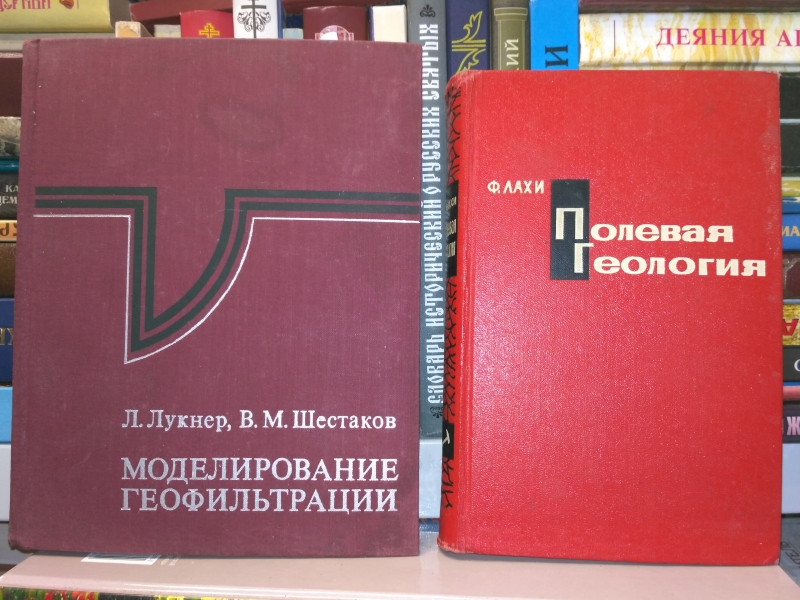 Л. Лукнер, В. М. Шестаков
МОДЕЛИРОВАНИЕ
ГЕОФИЛЬТРАЦИИ
СЛОВАРЬ ИСТОРИЧЕСКИЙ О РУССКИХ СВЯТЫХ
Ф. ЛАХИ
Полевая
Геология
ДЕЯНИЯ